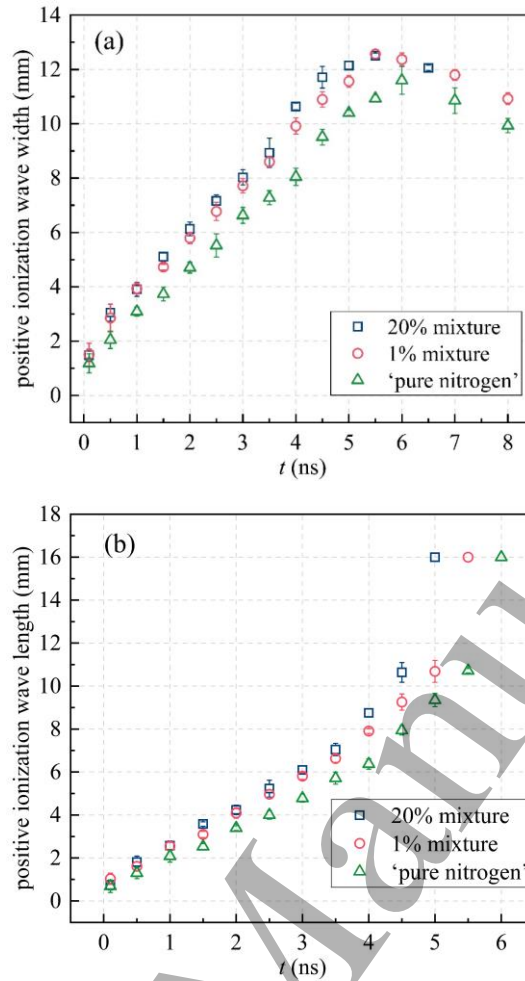 (a)
positive ionization wave width (mm)
14
12
10
8
6
4
2
0
20% mixture
1% mixture
‘pure nitrogen’
0 1 2 3 4 5 6 7 8
t (ns)
(b)
positive ionization wave length (mm)
18
16
14
12
10
8
6
4
2
0
20% mixture
1% mixture
‘pure nitrogen’
0 1 2 3 4 5 6
t (ns)